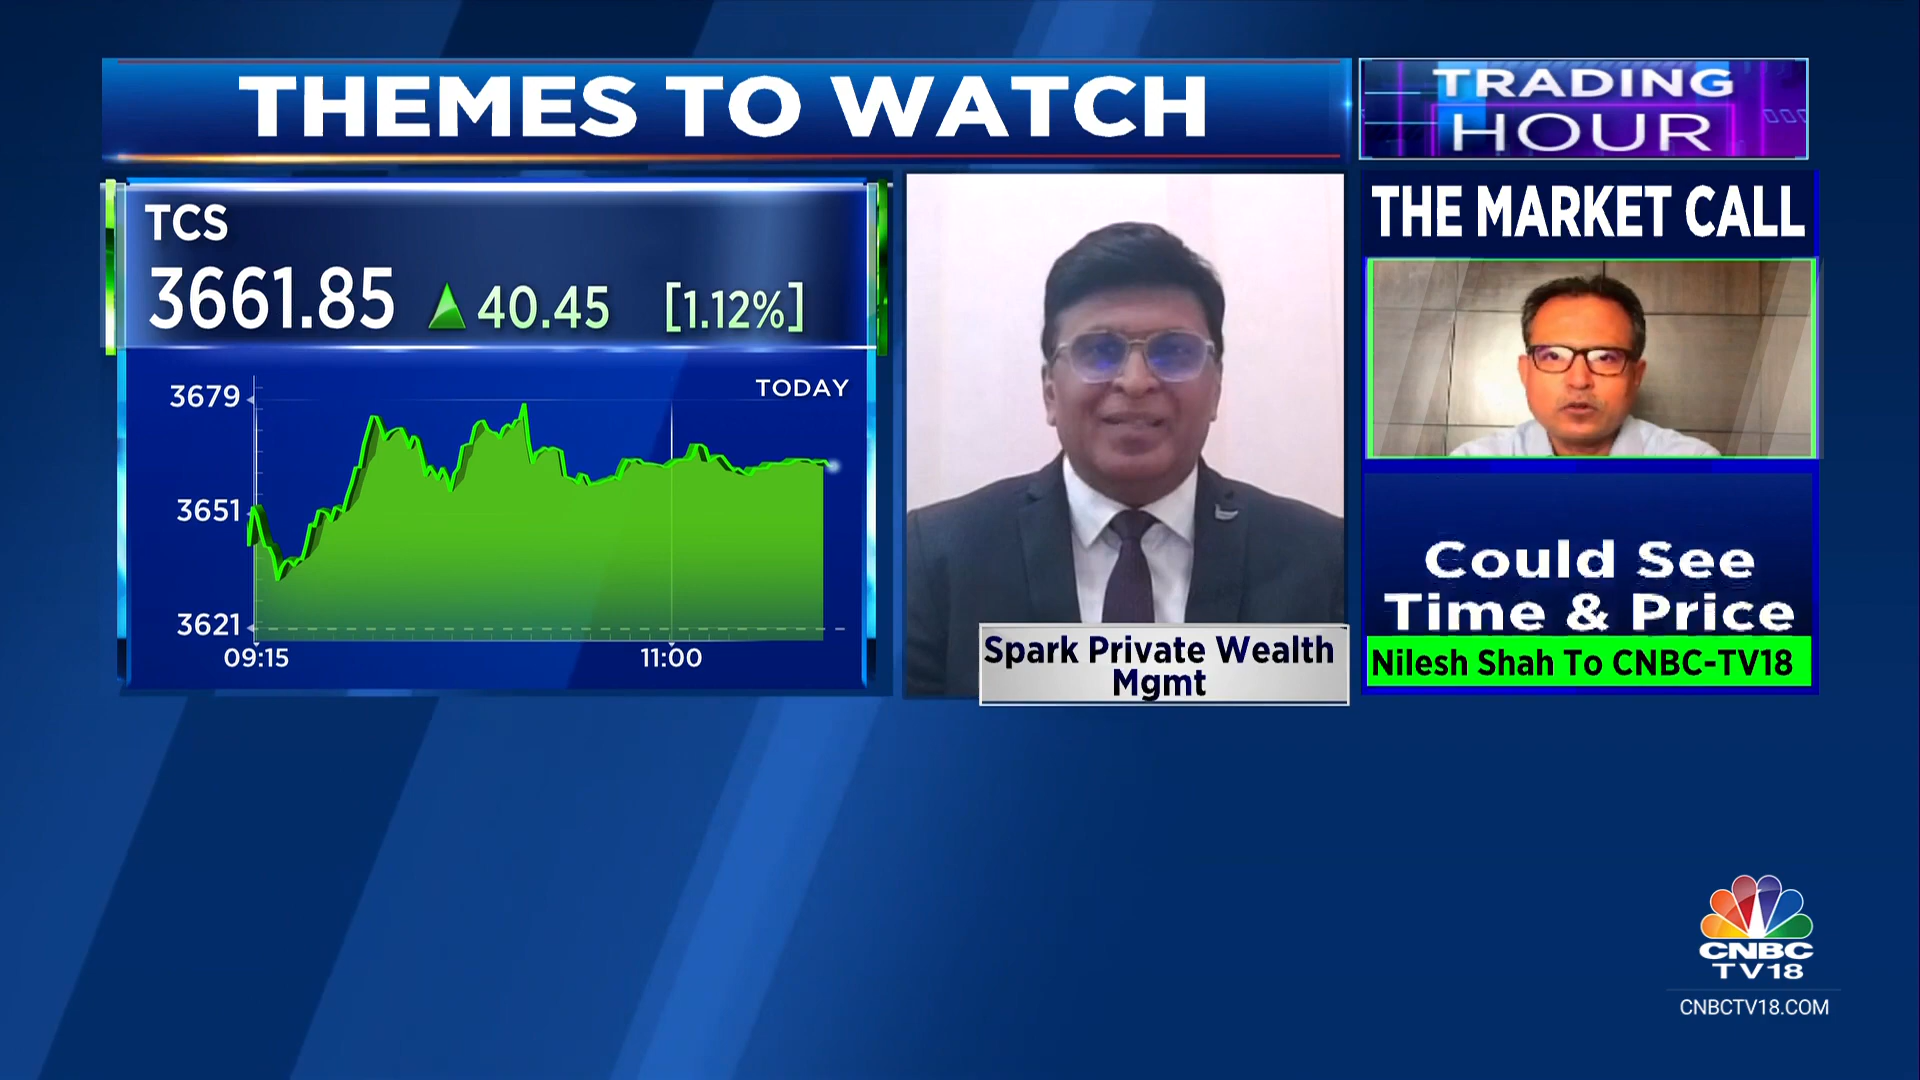 THEMES TO WATCH
TRADING
HOUR
TCS
3661.85 ▲ 40.45 [1.12%]
TODAY
3679
3651
3621
09:15 11:00
Spark Private Wealth
Mgmt
THE MARKET CALL
Could See
Time & Price
Nilesh Shah To CNBC-TV18
CNBC
TV18
CNBCTV18.COM